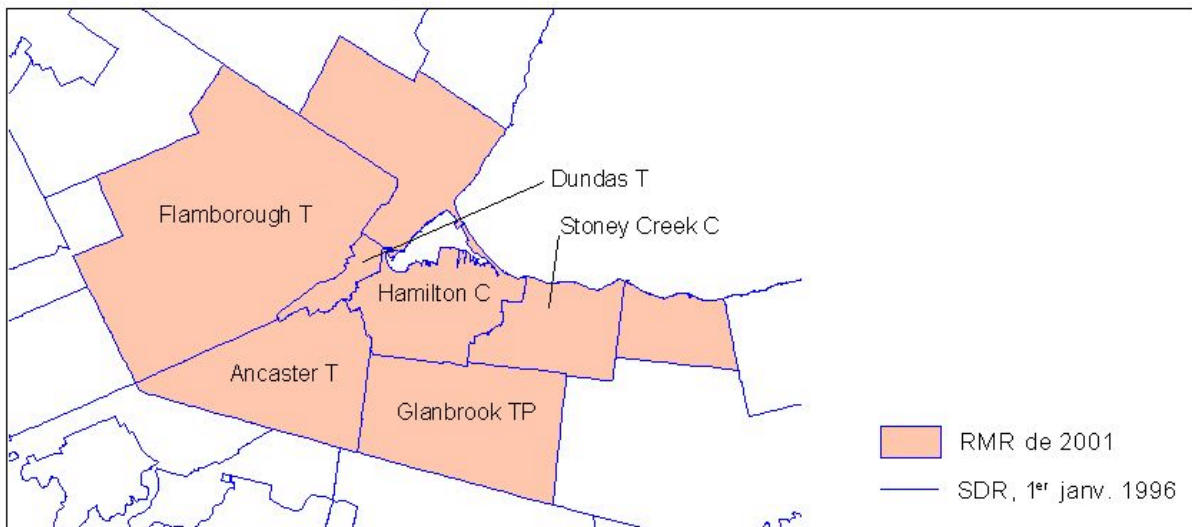 Dundas T
Flamborough T
Stoney Creek C
Hamilton C
Ancaster T
Glanbrook TP
RMR de 2001
SDR, 1er janv. 1996